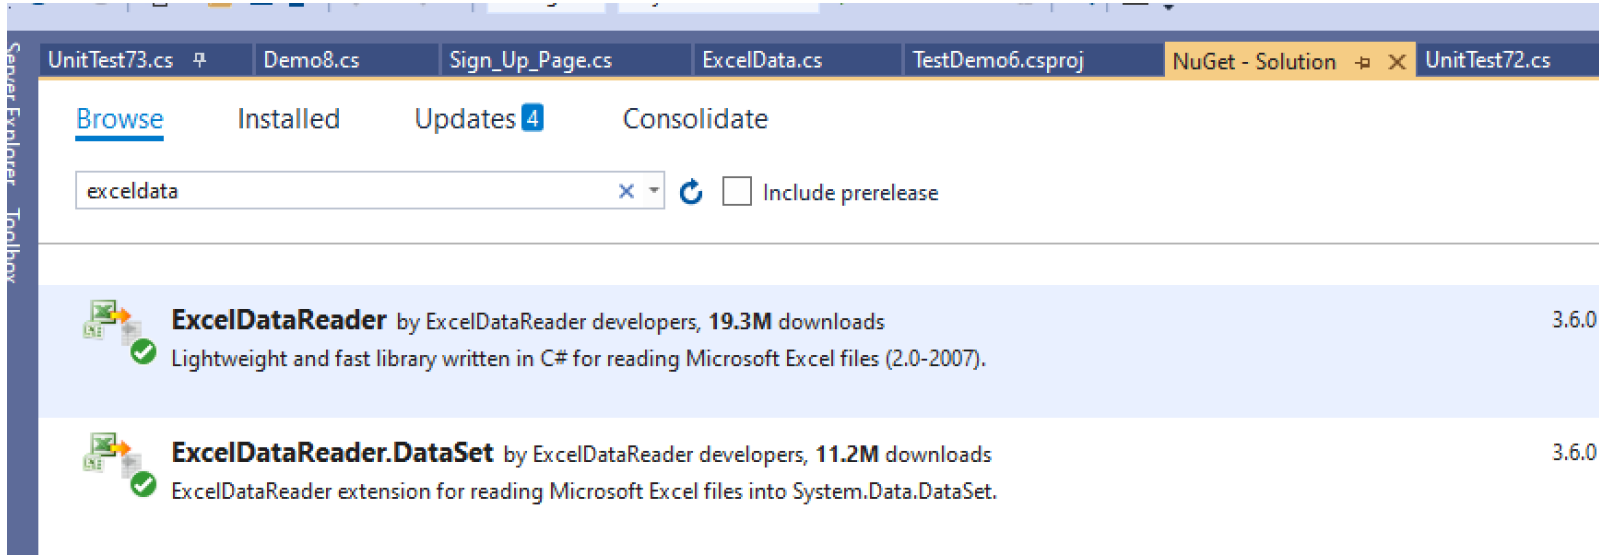 UnitTest73.cs Demo8.cs Sign_Up_Page.cs ExcelData.cs TestDemo6.csproj NuGet - Solution UnitTest72.cs
Server Explorer
Toolbox
Browse Installed Updates 4 Consolidate
exceldata Include prerelease
ExcelDataReader by ExcelDataReader developers, 19.3M downloads 3.6.0
Lightweight and fast library written in C# for reading Microsoft Excel files (2.0-2007).
ExcelDataReader.DataSet by ExcelDataReader developers, 11.2M downloads 3.6.0
ExcelDataReader extension for reading Microsoft Excel files into System.Data.DataSet.